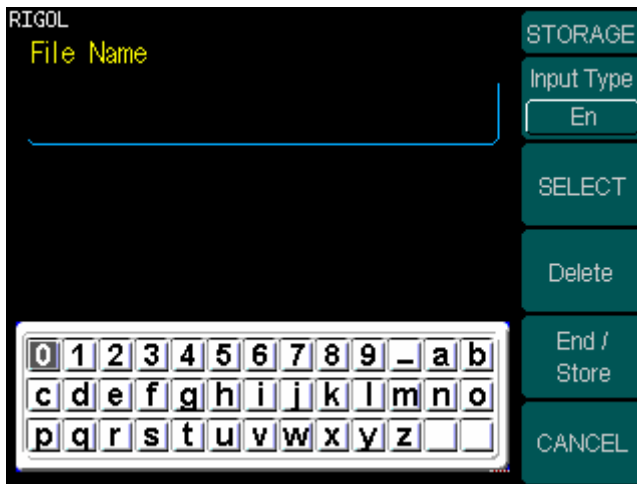 RIGOL
File Name
STORAGE
Input Type
En
SELECT
Delete
End /
Store
CANCEL
0 1 2 3 4 5 6 7 8 9 _ a b
c d e f g h i j k l m n o
p q r s t u v w x y z